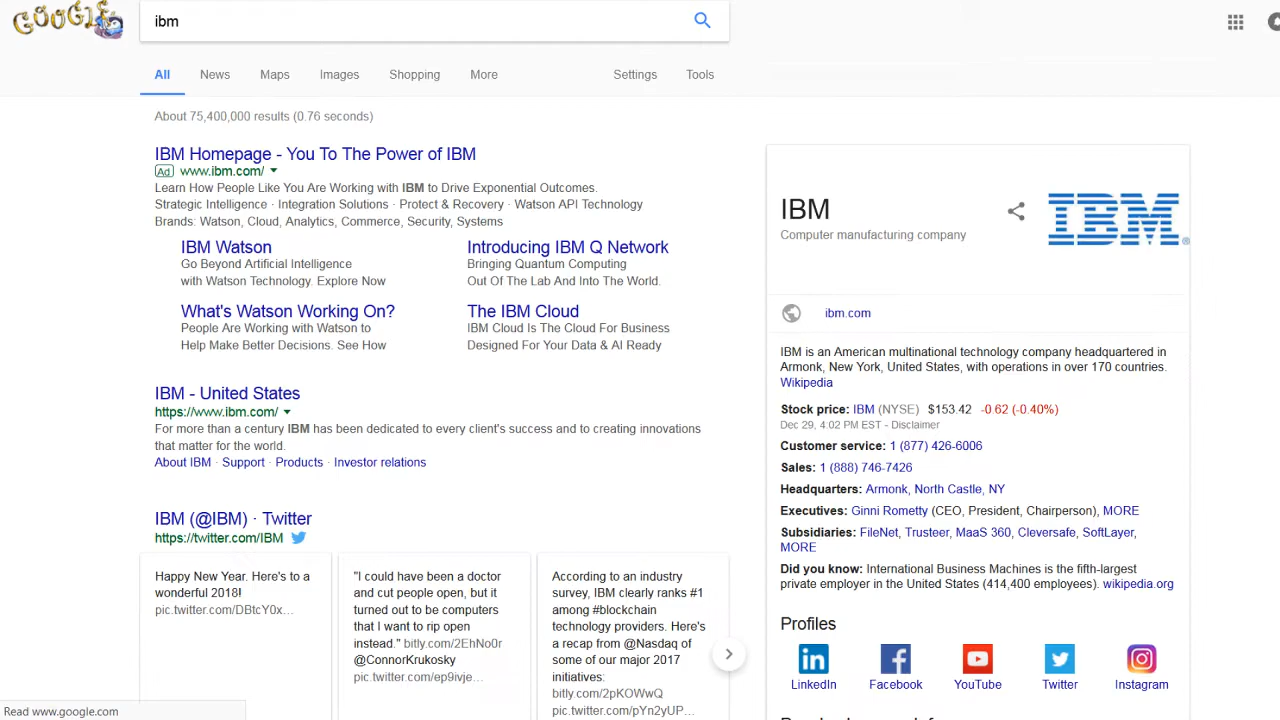 GOOGLE
ibm
All News Maps Images Shopping More Settings Tools
About 75,400,000 results (0.76 seconds)
IBM Homepage - You To The Power of IBM
Ad www.ibm.com/
Learn How People Like You Are Working with IBM to Drive Exponential Outcomes.
Strategic Intelligence · Integration Solutions · Protect & Recovery · Watson API Technology
Brands: Watson, Cloud, Analytics, Commerce, Security, Systems
IBM Watson
Go Beyond Artificial Intelligence
with Watson Technology. Explore Now
Introducing IBM Q Network
Bringing Quantum Computing
Out Of The Lab And Into The World.
What's Watson Working On?
People Are Working with Watson to
Help Make Better Decisions. See How
The IBM Cloud
IBM Cloud Is The Cloud For Business
Designed For Your Data & AI Ready
IBM - United States
https://www.ibm.com/
For more than a century IBM has been dedicated to every client's success and to creating innovations
that matter for the world.
About IBM · Support · Products · Investor relations
IBM (@IBM) · Twitter
https://twitter.com/IBM
Happy New Year. Here's to a
wonderful 2018!
pic.twitter.com/DBtcY0x...
"I could have been a doctor
and cut people open, but it
turned out to be computers
that I want to rip open
instead." bitly.com/2EhNo0r
@ConnorKrukosky
pic.twitter.com/ep9ivje...
According to an industry
survey, IBM clearly ranks #1
among #blockchain
technology providers. Here's
a recap from @Nasdaq of
some of our major 2017
initiatives:
bitly.com/2pKOWwQ
pic.twitter.com/pYn2yUP...
IBM
Computer manufacturing company
IBM®
ibm.com
IBM is an American multinational technology company headquartered in
Armonk, New York, United States, with operations in over 170 countries.
Wikipedia
Stock price: IBM (NYSE) $153.42 -0.62 (-0.40%)
Dec 29, 4:02 PM EST - Disclaimer
Customer service: 1 (877) 426-6006
Sales: 1 (888) 746-7426
Headquarters: Armonk, North Castle, NY
Executives: Ginni Rometty (CEO, President, Chairperson), MORE
Subsidiaries: FileNet, Trusteer, MaaS 360, Cleversafe, SoftLayer,
MORE
Did you know: International Business Machines is the fifth-largest
private employer in the United States (414,400 employees). wikipedia.org
Profiles
LinkedIn Facebook YouTube Twitter Instagram
Read www.google.com